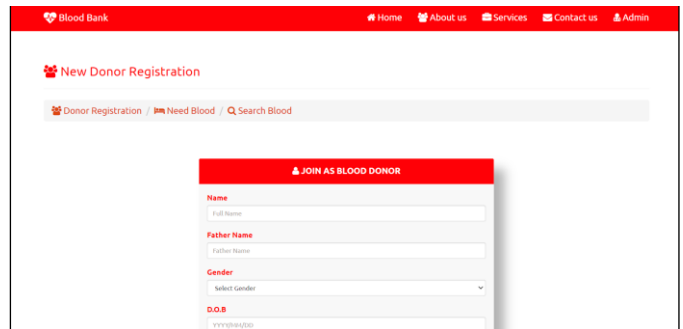 Blood Bank Home About us Services Contact us Admin
New Donor Registration
Donor Registration / Need Blood / Search Blood
JOIN AS BLOOD DONOR
Name
Full Name
Father Name
Father Name
Gender
Select Gender
D.O.B
YYYY/MM/DD